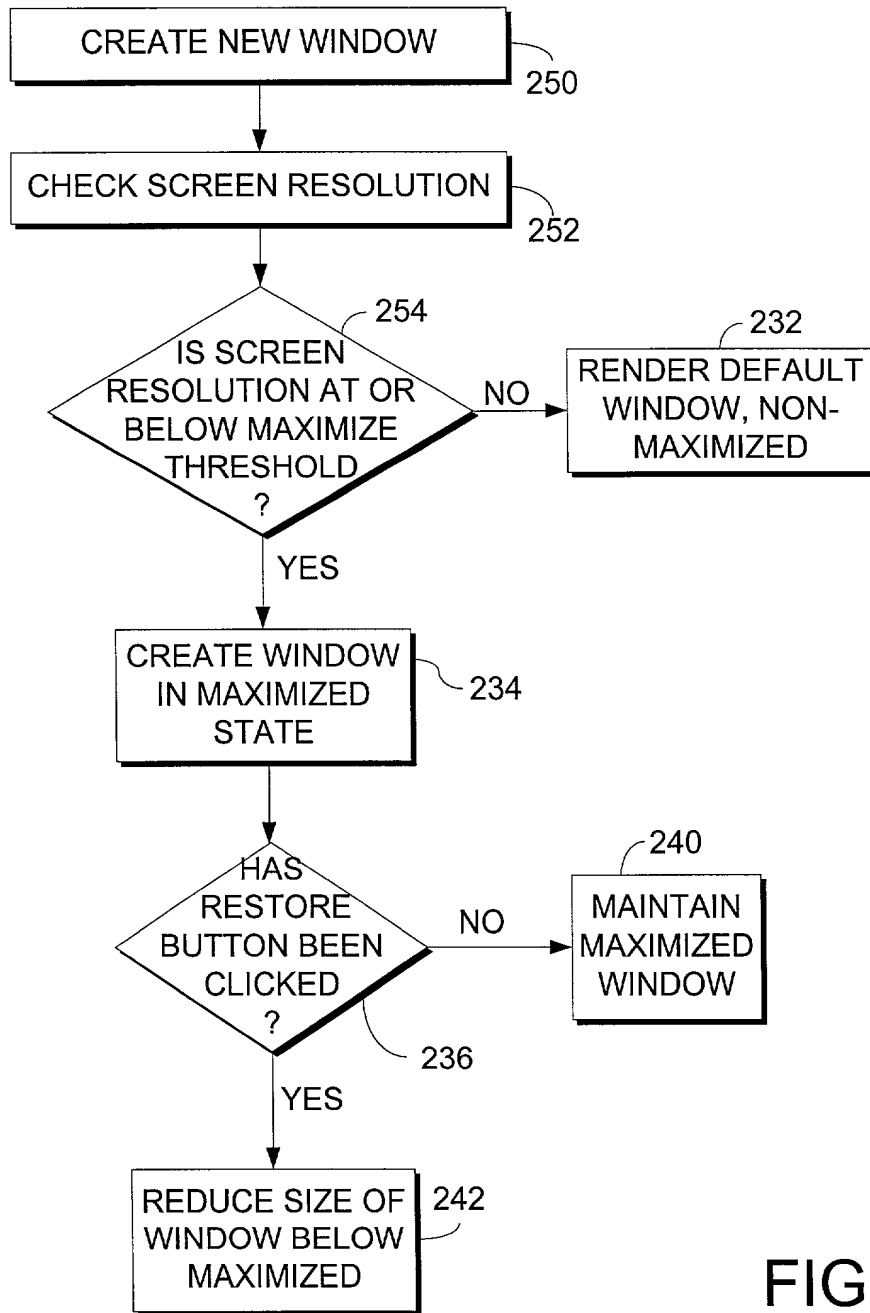 CREATE NEW WINDOW
250
CHECK SCREEN RESOLUTION
252
254
IS SCREEN
RESOLUTION AT OR
BELOW MAXIMIZE
THRESHOLD
?
NO
232
RENDER DEFAULT
WINDOW, NON-
MAXIMIZED
YES
CREATE WINDOW
IN MAXIMIZED
STATE
234
HAS
RESTORE
BUTTON BEEN
CLICKED
?
236
NO
240
MAINTAIN
MAXIMIZED
WINDOW
YES
REDUCE SIZE OF
WINDOW BELOW
MAXIMIZED
242
FIG